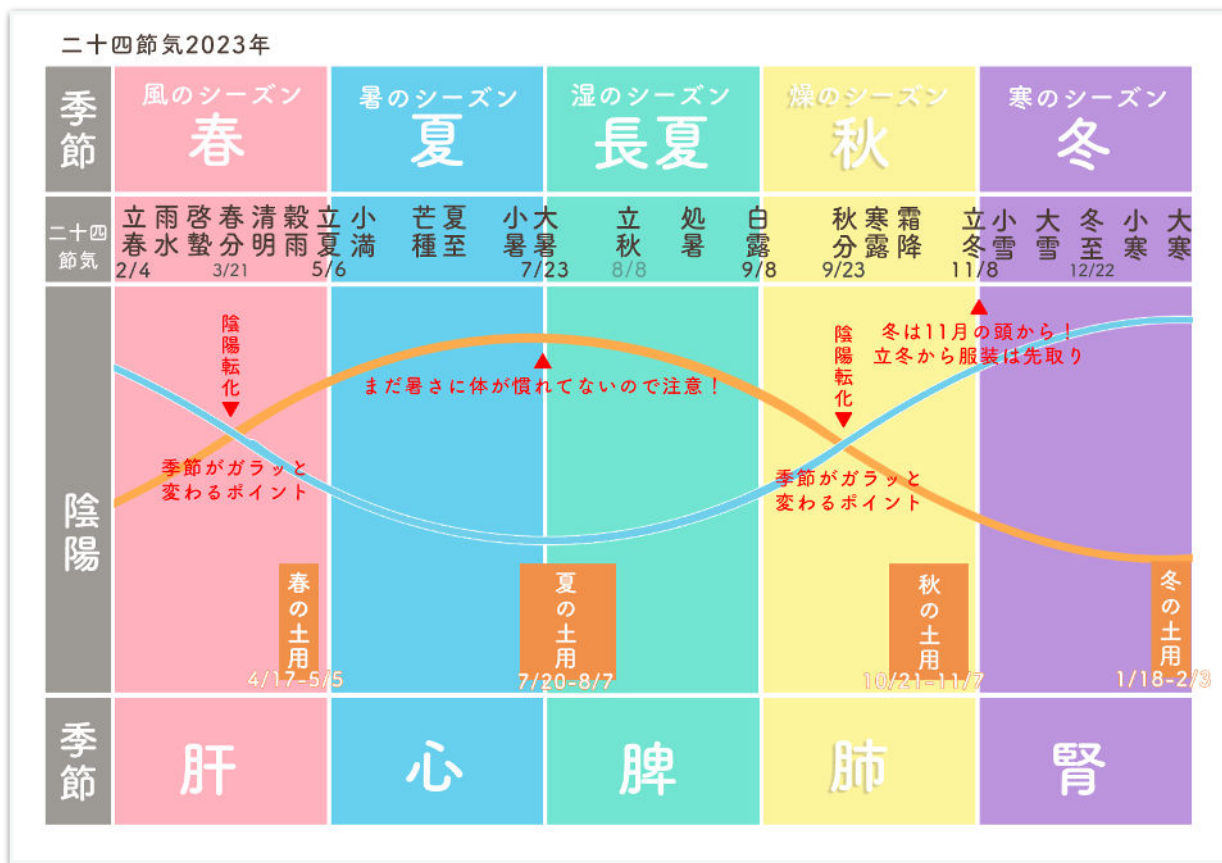 二十四節気2023年
季節
風のシーズン
春
暑のシーズン
夏
湿のシーズン
長夏
燥のシーズン
秋
寒のシーズン
冬
二十四
節気
立春
2/4
雨水
啓蟄
春分
3/21
清明
穀雨
立夏
5/6
小満
芒種
夏至
小暑
大暑
7/23
立秋
8/8
処暑
白露
9/8
秋分
9/23
寒露
霜降
立冬
11/8
小雪
大雪
冬至
12/22
小寒
大寒
陰陽
陰陽転化▼
季節がガラッと
変わるポイント
▲
まだ暑さに体が慣れてないので注意！
陰陽転化▼
季節がガラッと
変わるポイント
▲
冬は11月の頭から！
立冬から服装は先取り
春の土用
4/17-5/5
夏の土用
7/20-8/7
秋の土用
10/21-11/7
冬の土用
1/18-2/3
季節
肝
心
脾
肺
腎